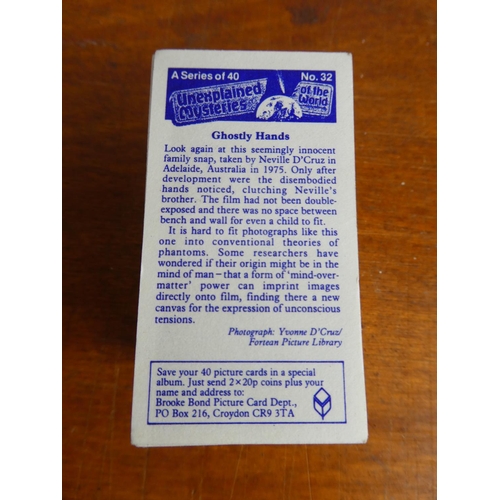 A Series of 40 No. 32
Unexplained Mysteries of the World
Ghostly Hands
Look again at this seemingly innocent
family snap, taken by Neville D'Cruz in
Adelaide, Australia in 1975. Only after
development were the disembodied
hands noticed, clutching Neville's
brother. The film had not been double-
exposed and there was no space between
bench and wall for even a child to fit.
It is hard to fit photographs like this
one into conventional theories of
phantoms. Some researchers have
wondered if their origin might be in the
mind of man – that a form of 'mind-over-
matter' power can imprint images
directly onto film, finding there a new
canvas for the expression of unconscious
tensions.
Photograph: Yvonne D'Cruz/
Fortean Picture Library
Save your 40 picture cards in a special
album. Just send 2×20p coins plus your
name and address to:
Brooke Bond Picture Card Dept.,
PO Box 216, Croydon CR9 3TA